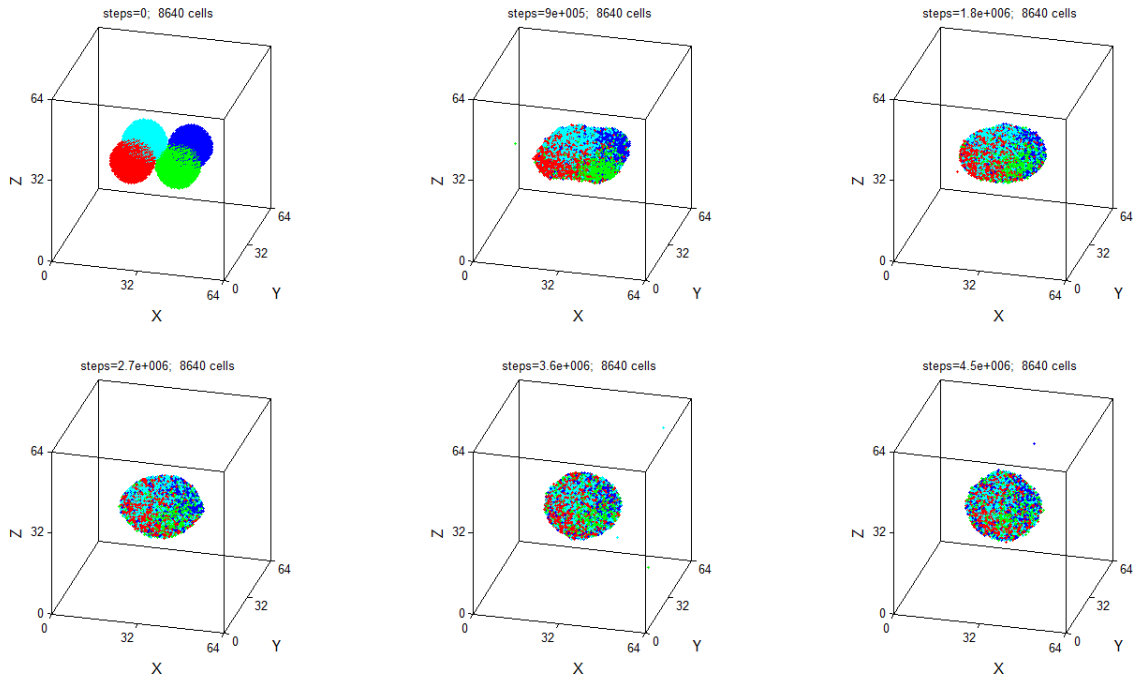 steps=0; 8640 cells
64
Z
32
0
0
32
64
X
0
32
64
Y
steps=9e+005; 8640 cells
64
Z
32
0
0
32
64
X
0
32
64
Y
steps=1.8e+006; 8640 cells
64
Z
32
0
0
32
64
X
0
32
64
Y
steps=2.7e+006; 8640 cells
64
Z
32
0
0
32
64
X
0
32
64
Y
steps=3.6e+006; 8640 cells
64
Z
32
0
0
32
64
X
0
32
64
Y
steps=4.5e+006; 8640 cells
64
Z
32
0
0
32
64
X
0
32
64
Y